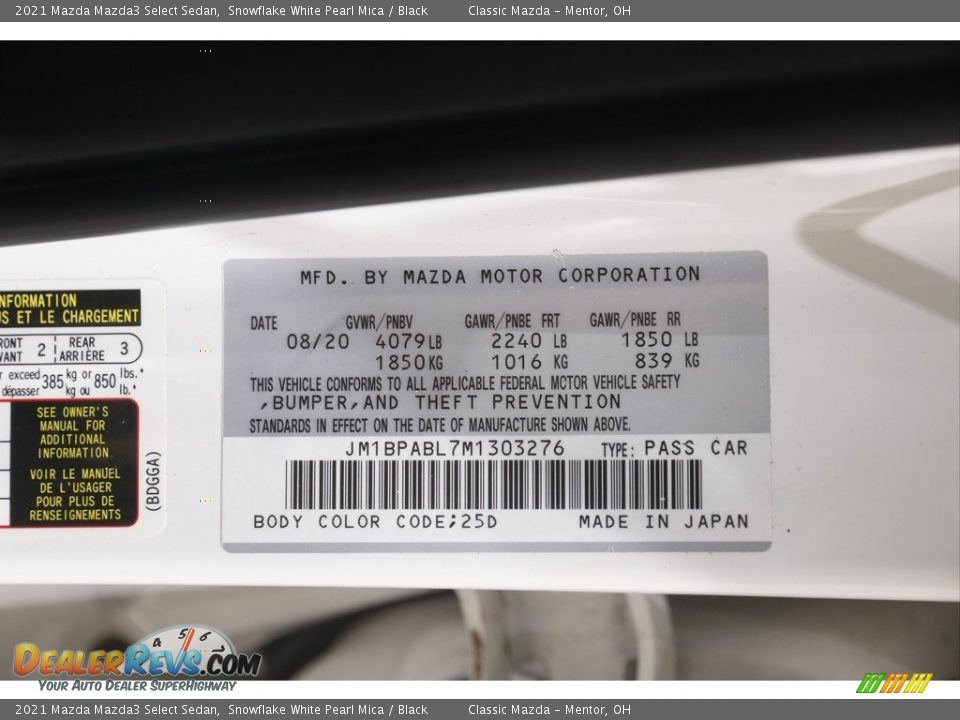 2021 Mazda Mazda3 Select Sedan, Snowflake White Pearl Mica / Black Classic Mazda - Mentor, OH
MFD. BY MAZDA MOTOR CORPORATION
DATE GVWR/PNBV GAWR/PNBE FRT GAWR/PNBE RR
08/20 4079LB 2240 LB 1850 LB
1850KG 1016 KG 839 KG
THIS VEHICLE CONFORMS TO ALL APPLICABLE FEDERAL MOTOR VEHICLE SAFETY
,BUMPER,AND THEFT PREVENTION
STANDARDS IN EFFECT ON THE DATE OF MANUFACTURE SHOWN ABOVE.
JM1BPABL7M1303276 TYPE: PASS CAR
BODY COLOR CODE;25D MADE IN JAPAN
NFORMATION
S ET LE CHARGEMENT
RONT 2 REAR 3
VANT ARRIÈRE
exceed 385 kg or 850 lbs.*
dépasser kg ou lb.*
SEE OWNER'S
MANUAL FOR
ADDITIONAL
INFORMATION
VOIR LE MANUEL
DE L'USAGER
POUR PLUS DE
RENSEIGNEMENTS
(BDGGA)
4 5 6
DEALERREVS.COM
YOUR AUTO DEALER SUPERHIGHWAY
2021 Mazda Mazda3 Select Sedan, Snowflake White Pearl Mica / Black Classic Mazda - Mentor, OH